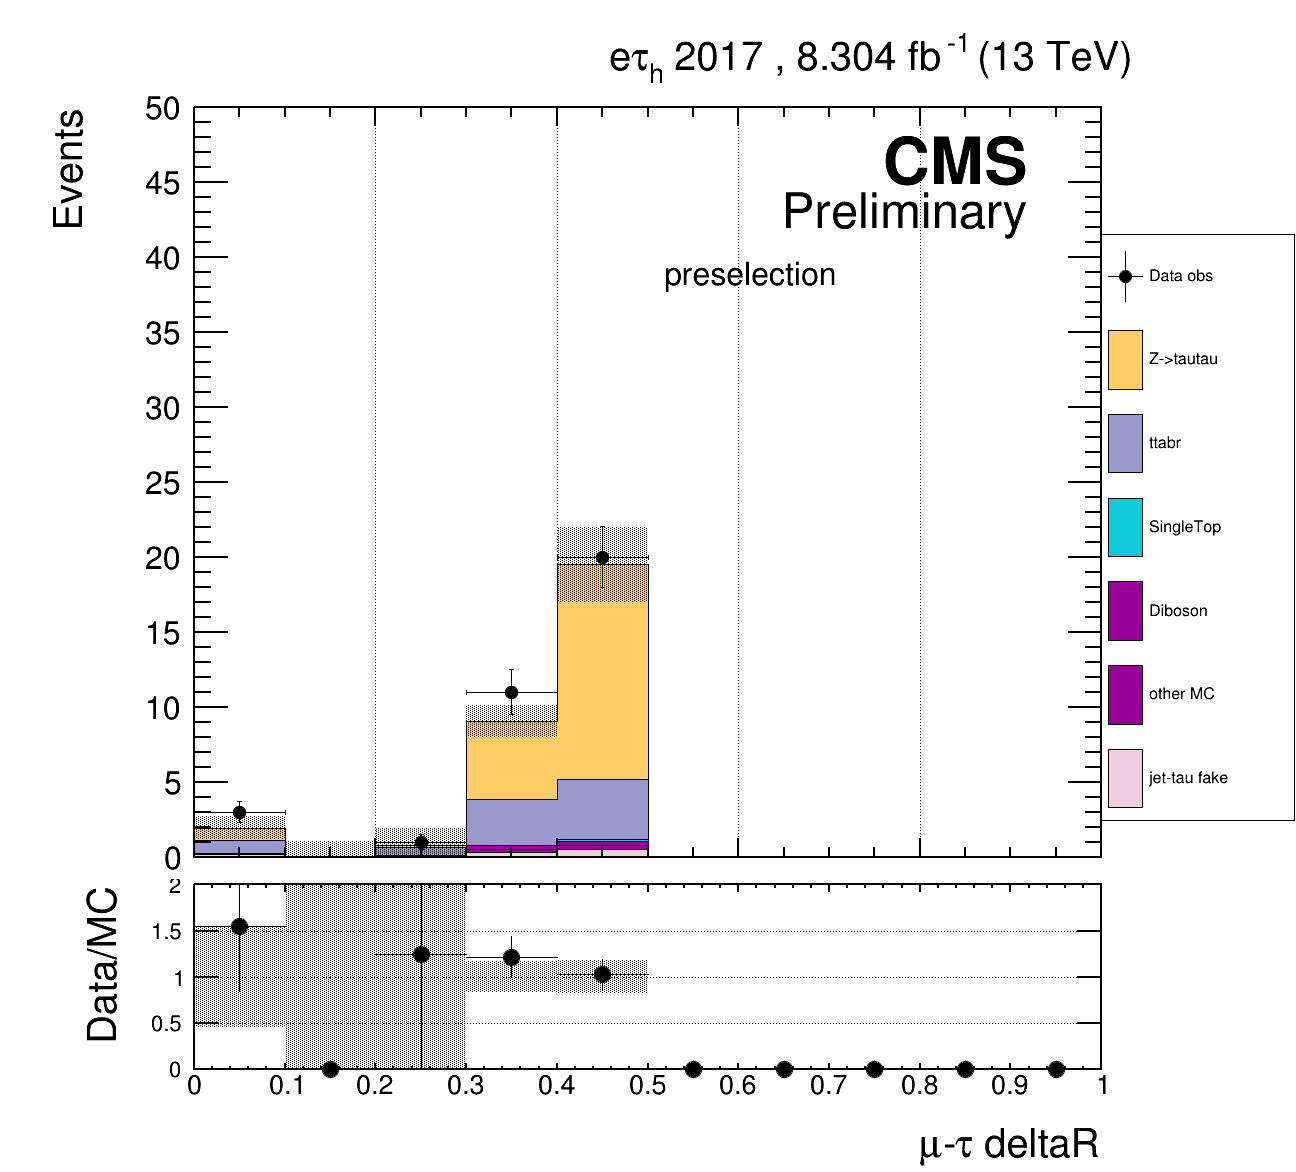 eτh 2017 , 8.304 fb-1 (13 TeV)
Events
50
45
40
35
30
25
20
15
10
5
0
CMS
Preliminary
preselection
Data obs
Z->tautau
ttabr
SingleTop
Diboson
other MC
jet-tau fake
Data/MC
2
1.5
1
0.5
0
0 0.1 0.2 0.3 0.4 0.5 0.6 0.7 0.8 0.9 1
μ-τ deltaR